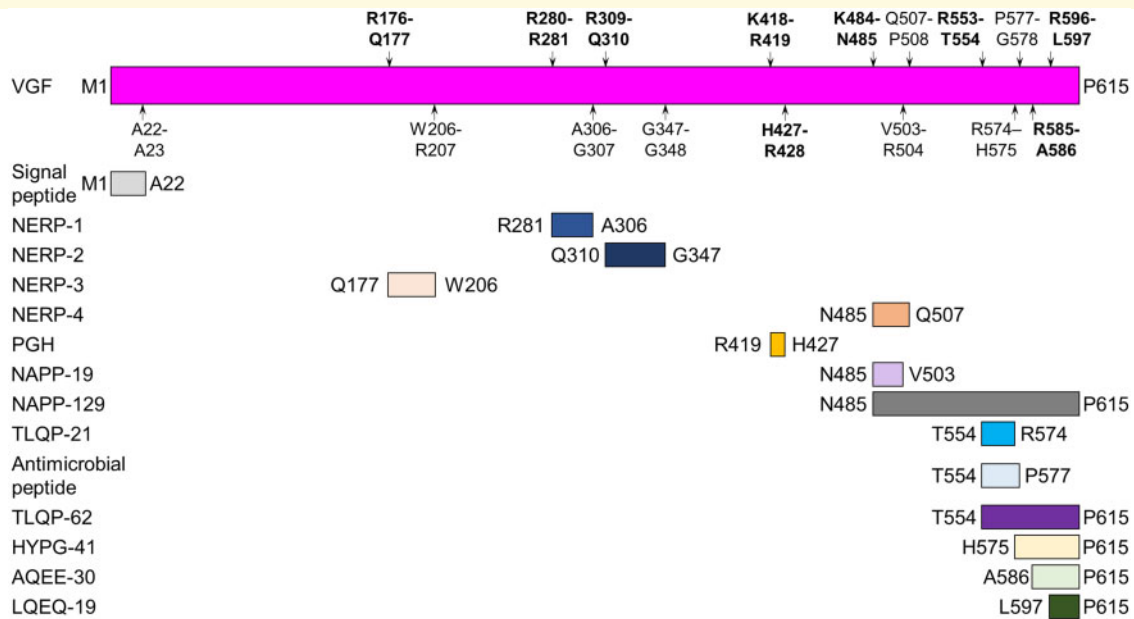 R176- R280- R309- K418- K484- Q507- R553- P577- R596-
Q177 R281 Q310 R419 N485 P508 T554 G578 L597
VGF M1 P615
A22- W206- A306- G347- H427- V503- R574– R585-
A23 R207 G307 G348 R428 R504 H575 A586
Signal
peptide M1 A22
NERP-1 R281 A306
NERP-2 Q310 G347
NERP-3 Q177 W206
NERP-4 N485 Q507
PGH R419 H427
NAPP-19 N485 V503
NAPP-129 N485 P615
TLQP-21 T554 R574
Antimicrobial
peptide T554 P577
TLQP-62 T554 P615
HYPG-41 H575 P615
AQEE-30 A586 P615
LQEQ-19 L597 P615